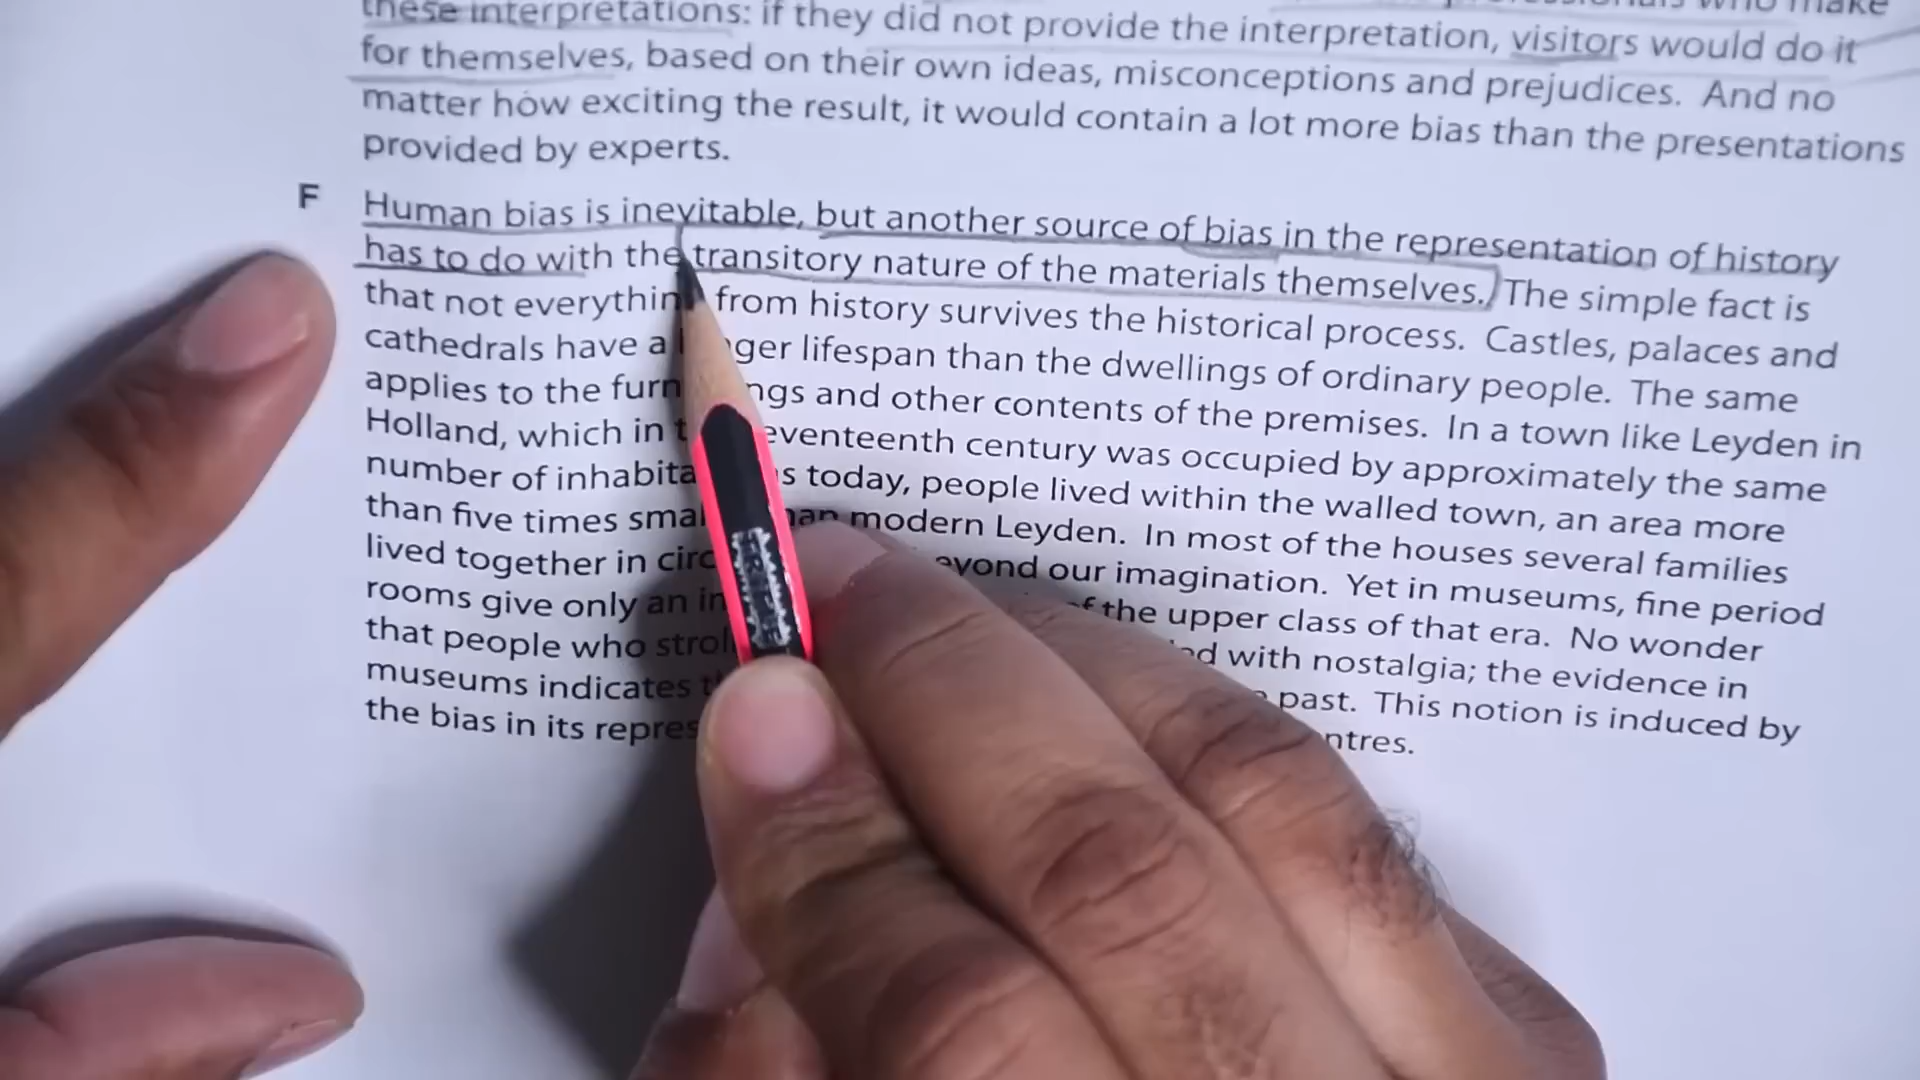 these interpretations: if they did not provide the interpretation, visitors would do it
for themselves, based on their own ideas, misconceptions and prejudices. And no
matter how exciting the result, it would contain a lot more bias than the presentations
provided by experts.
F Human bias is inevitable, but another source of bias in the representation of history
has to do with the transitory nature of the materials themselves. The simple fact is
that not everything from history survives the historical process. Castles, palaces and
cathedrals have a longer lifespan than the dwellings of ordinary people. The same
applies to the furn ngs and other contents of the premises. In a town like Leyden in
Holland, which in eventeenth century was occupied by approximately the same
number of inhabita s today, people lived within the walled town, an area more
than five times smal than modern Leyden. In most of the houses several families
lived together in circ beyond our imagination. Yet in museums, fine period
rooms give only an the upper class of that era. No wonder
that people who stroll with nostalgia; the evidence in
museums indicates past. This notion is induced by
the bias in its repres ntres.